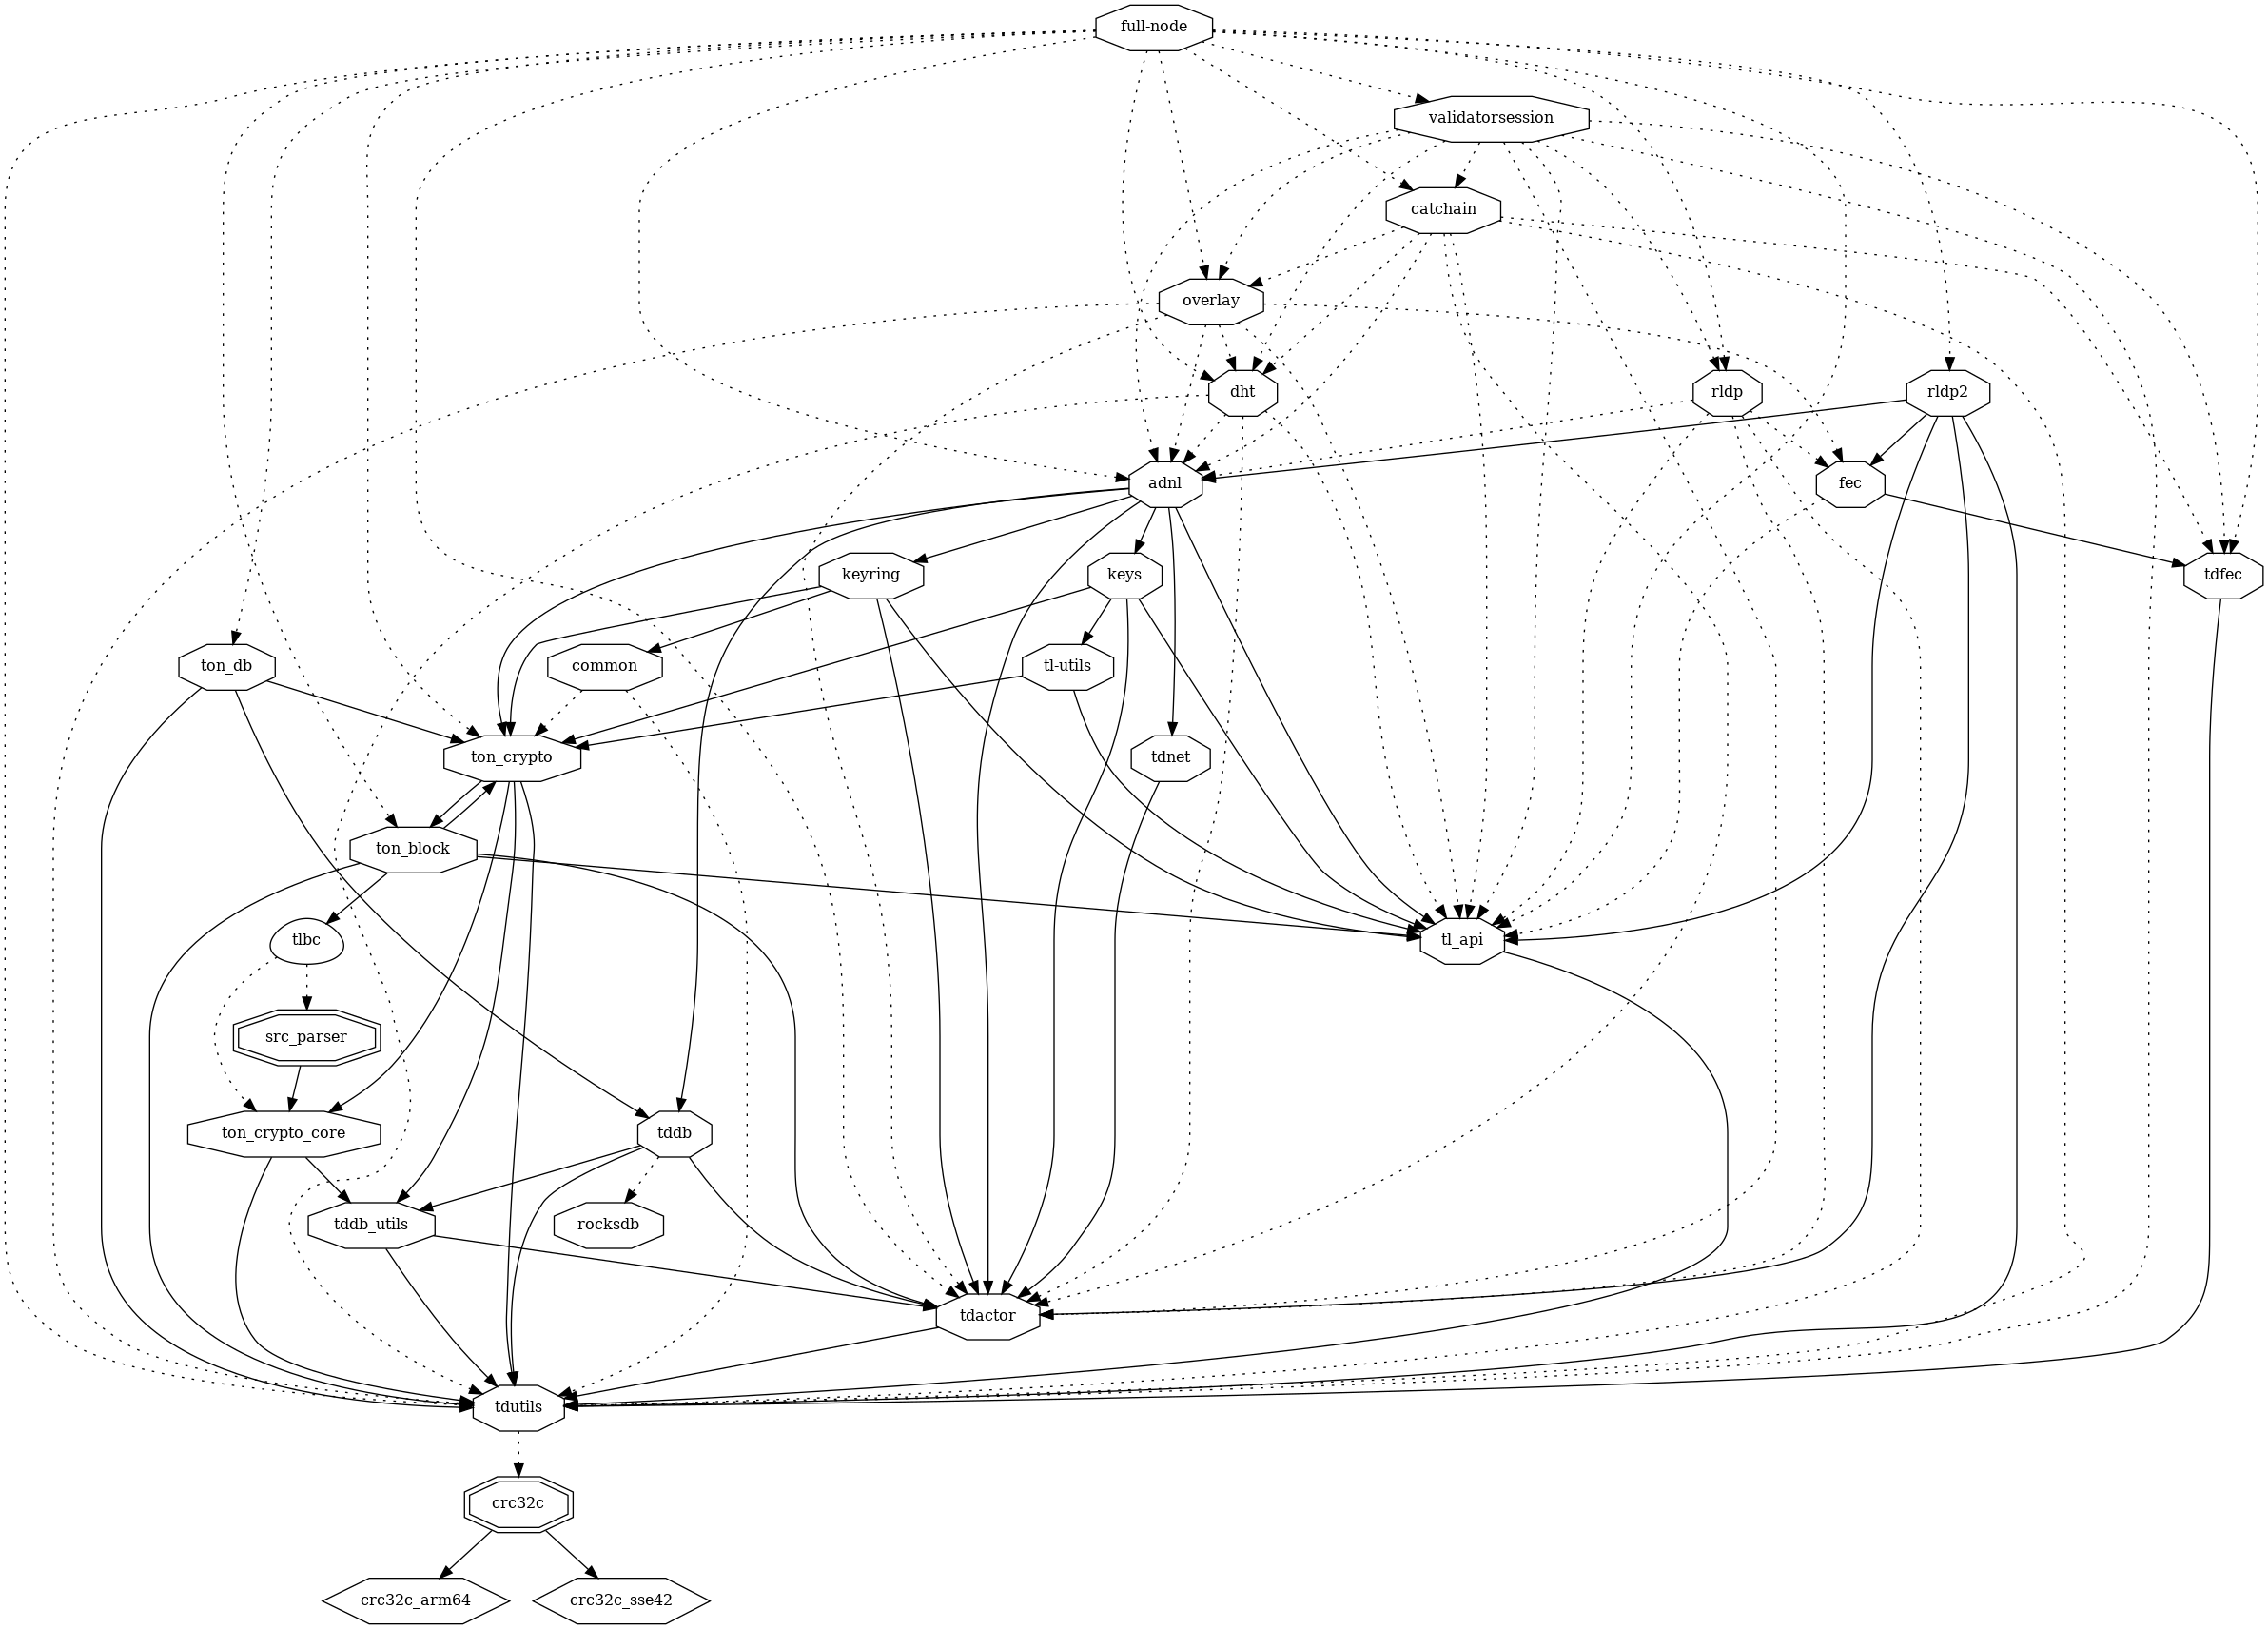 full-node
validatorsession
catchain
overlay
dht
rldp
rldp2
adnl
fec
keyring
keys
tdfec
ton_db
common
tl-utils
ton_crypto
tdnet
ton_block
tlbc
tl_api
src_parser
ton_crypto_core
tddb
tddb_utils
rocksdb
tdactor
tdutils
crc32c
crc32c_arm64
crc32c_sse42